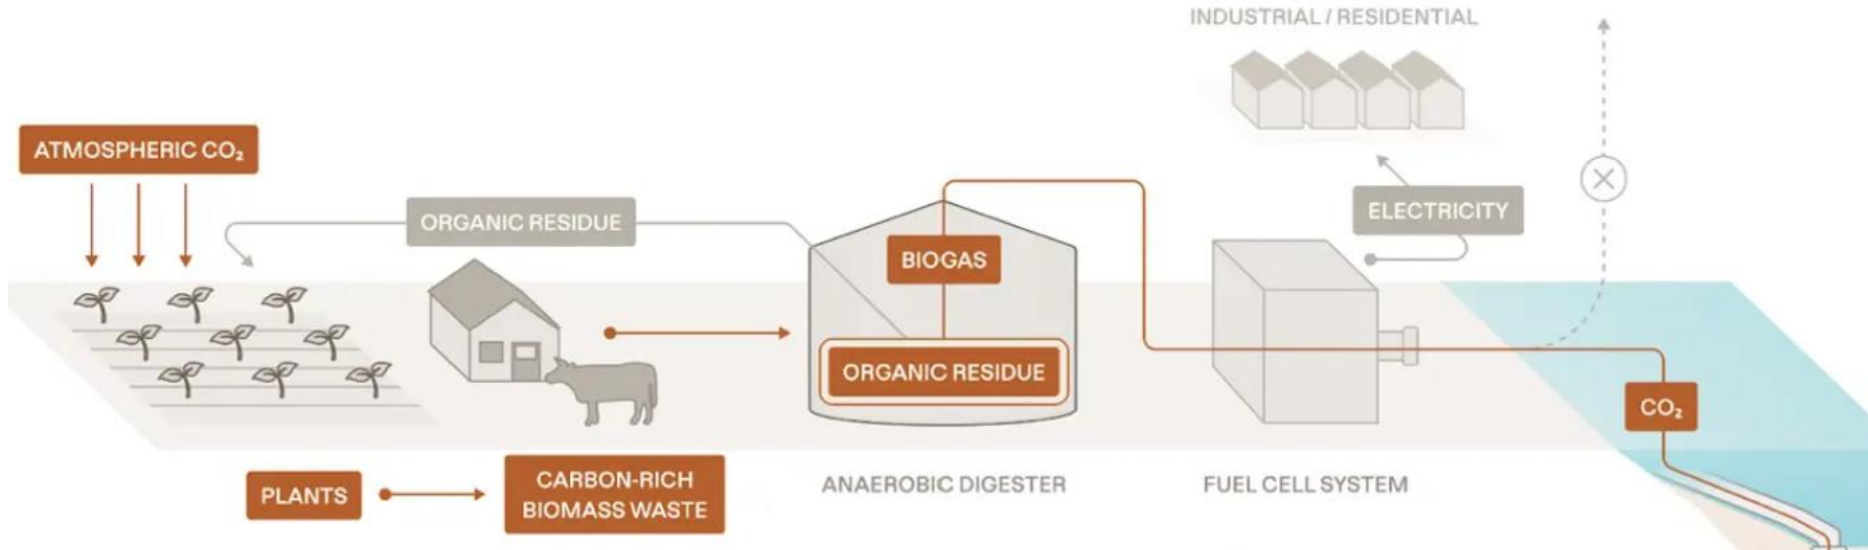 INDUSTRIAL / RESIDENTIAL
ATMOSPHERIC CO₂
ORGANIC RESIDUE
ELECTRICITY
BIOGAS
ORGANIC RESIDUE
CO₂
PLANTS
CARBON-RICH
BIOMASS WASTE
ANAEROBIC DIGESTER
FUEL CELL SYSTEM